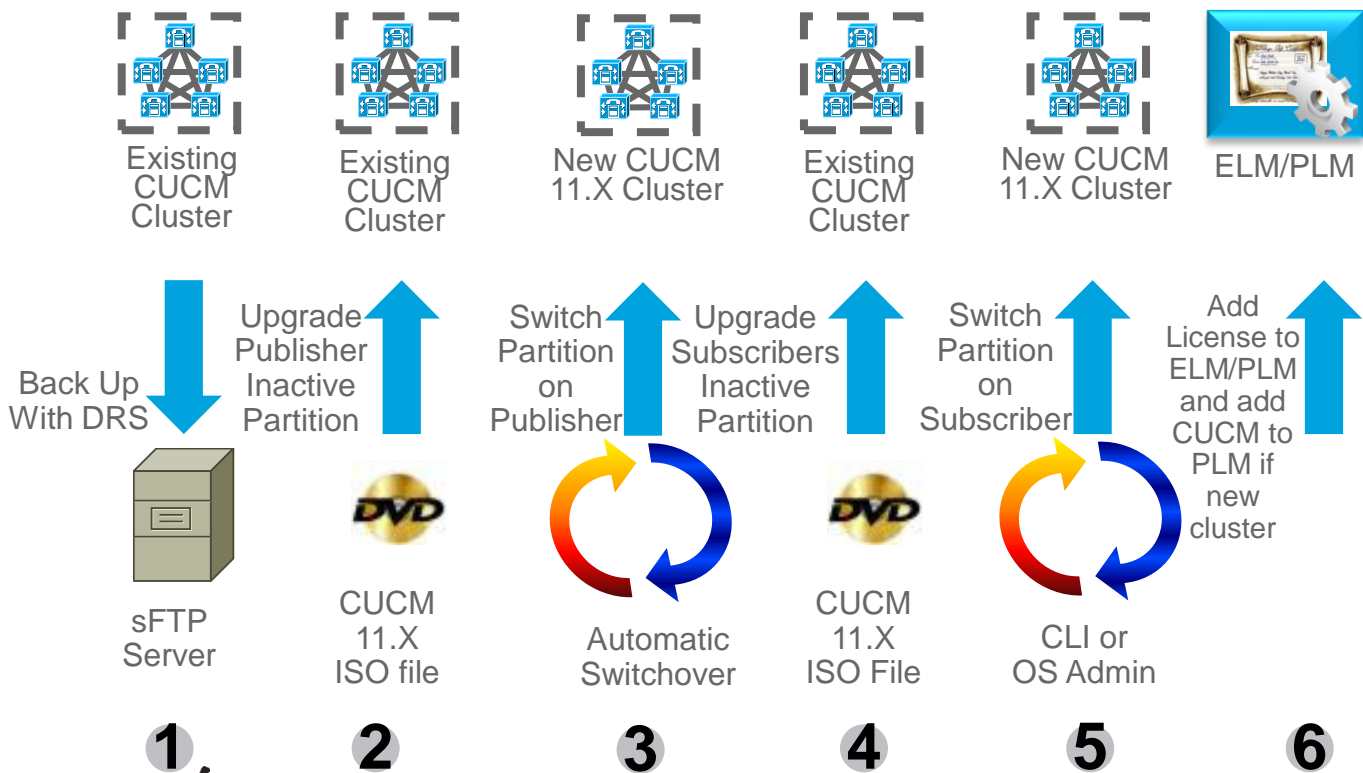 Existing
CUCM
Cluster
Existing
CUCM
Cluster
New CUCM
11.X Cluster
Existing
CUCM
Cluster
New CUCM
11.X Cluster
ELM/PLM
Back Up
With DRS
Upgrade
Publisher
Inactive
Partition
Switch
Partition
on
Publisher
Upgrade
Subscribers
Inactive
Partition
Switch
Partition
on
Subscriber
Add
License to
ELM/PLM
and add
CUCM to
PLM if
new
cluster
sFTP
Server
DVD
CUCM
11.X
ISO file
Automatic
Switchover
DVD
CUCM
11.X
ISO File
CLI or
OS Admin
1
2
3
4
5
6